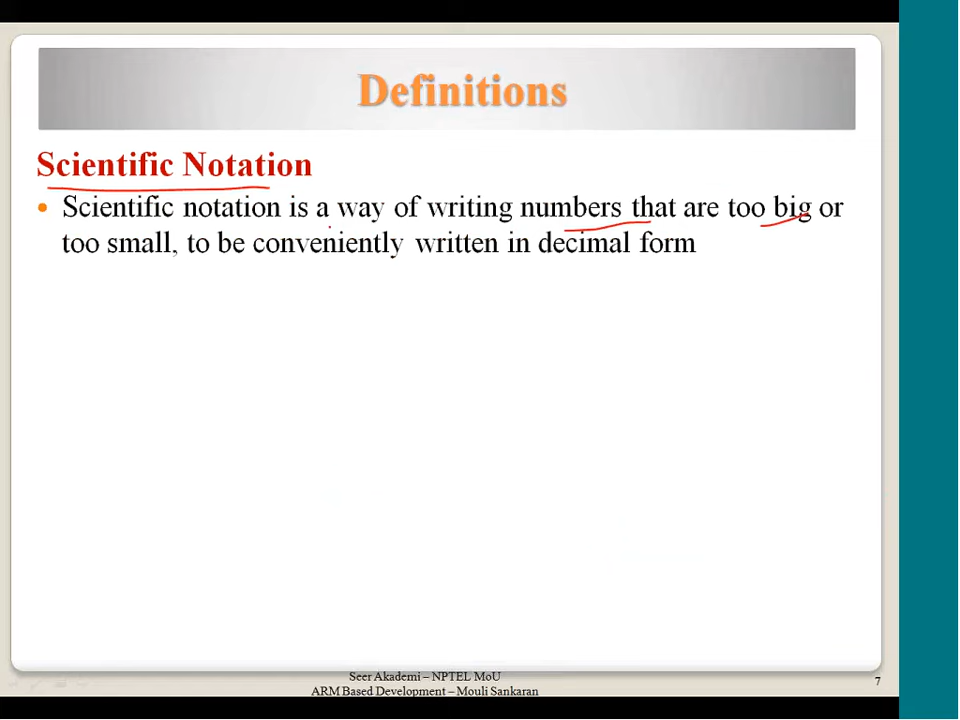 Definitions
Scientific Notation
• Scientific notation is a way of writing numbers that are too big or
too small, to be conveniently written in decimal form
Seer Akademi – NPTEL MoU
ARM Based Development – Mouli Sankaran
7